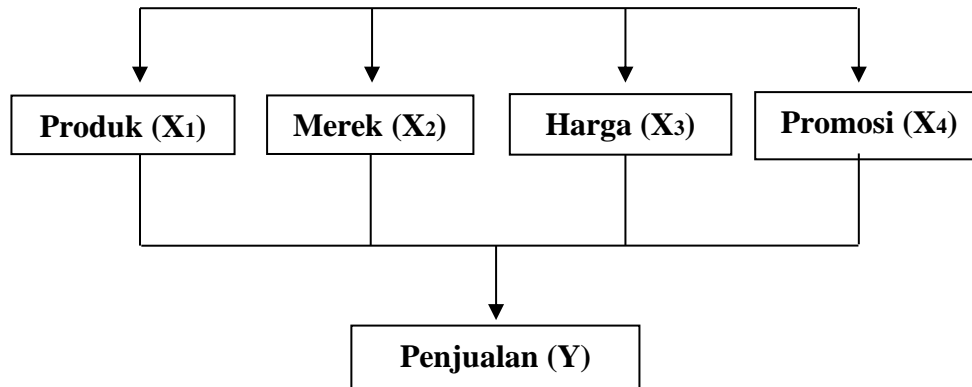 Produk (X1)
Merek (X2)
Harga (X3)
Promosi (X4)
Penjualan (Y)